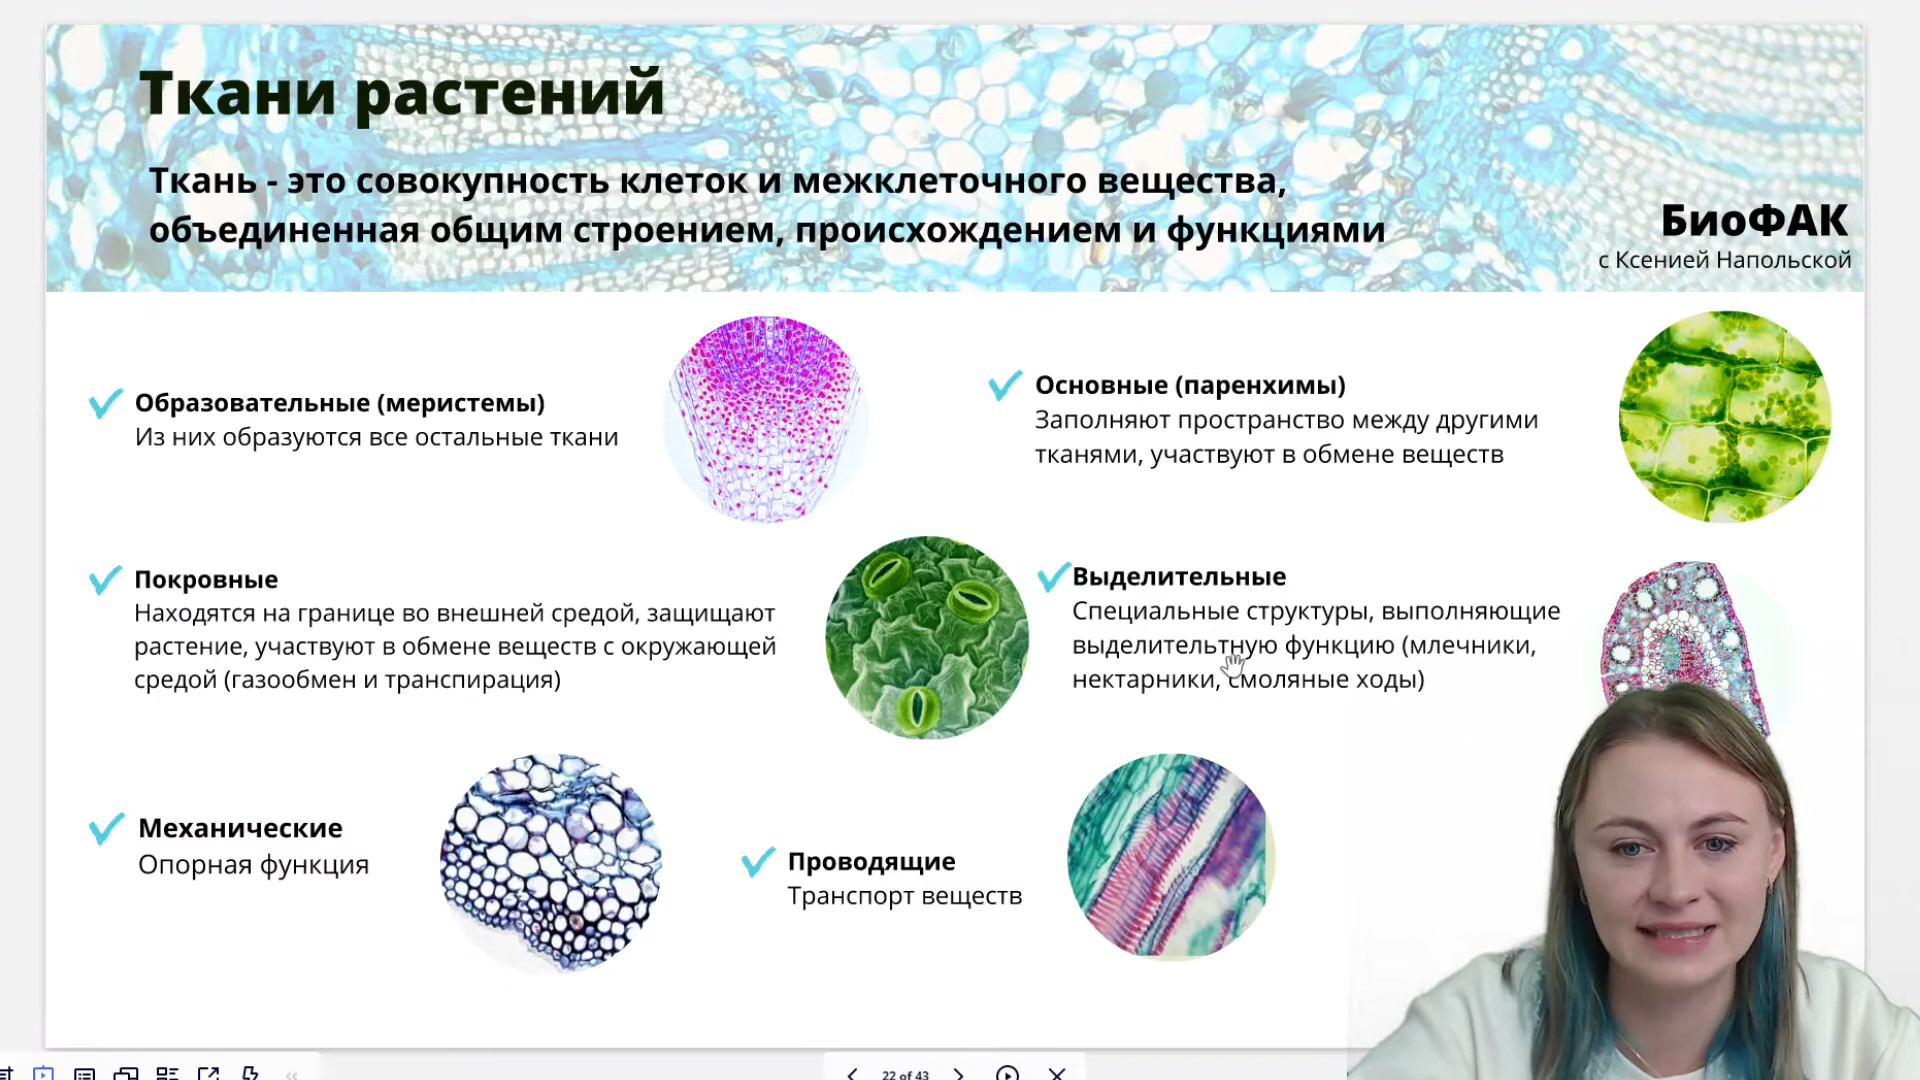 Ткани растений
Ткань - это совокупность клеток и межклеточного вещества,
объединенная общим строением, происхождением и функциями
БиоФАК
с Ксенией Напольской
Образовательные (меристемы)
Из них образуются все остальные ткани
Основные (паренхимы)
Заполняют пространство между другими
тканями, участвуют в обмене веществ
Покровные
Находятся на границе во внешней средой, защищают
растение, участвуют в обмене веществ с окружающей
средой (газообмен и транспирация)
Выделительные
Специальные структуры, выполняющие
выделительтную функцию (млечники,
нектарники, смоляные ходы)
Механические
Опорная функция
Проводящие
Транспорт веществ
22 of 43